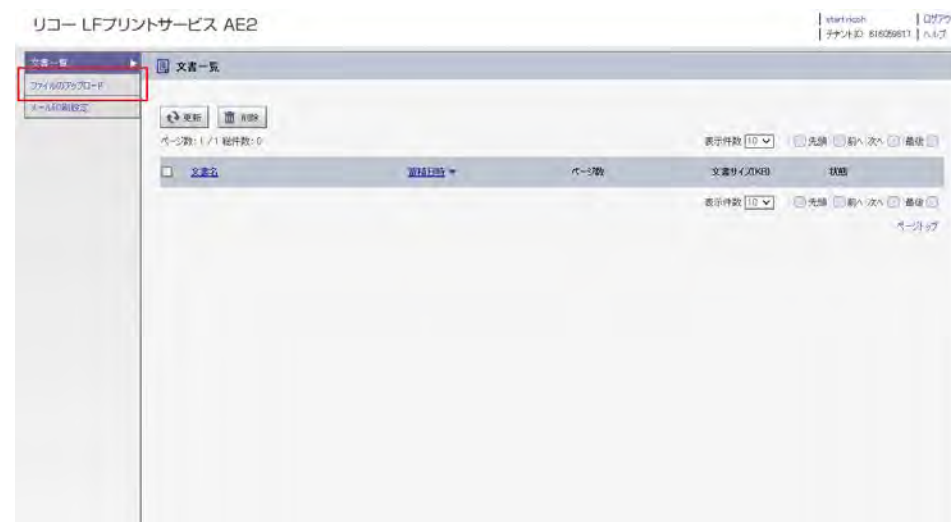 リコー LFプリントサービス AE2
start ricoh
ログアウ
テナントID 616059817
ヘルプ
文書一覧
ファイルのアップロード
メール印刷設定
文書一覧
更新 削除
ページ数: 1 / 1 総件数: 0
表示件数 10 先頭 前へ 次へ 最後
文書名 蓄積日時 ページ数 文書サイズ(KB) 状態
表示件数 10 先頭 前へ 次へ 最後
ページトップ